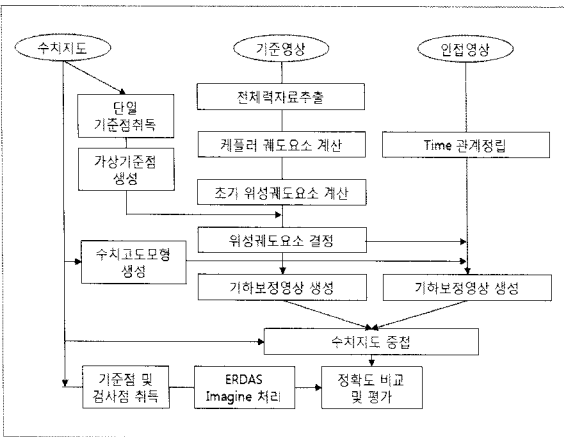 수치지도
기준영상
인접영상
전체력자료추출
단일
기준점취득
케플러 궤도요소 계산
Time 관계정립
가상기준점
생성
초기 위성궤도요소 계산
위성궤도요소 결정
수치고도모형
생성
기하보정영상 생성
기하보정영상 생성
수치지도 중첩
기준점 및
검사점 취득
ERDAS
Imagine 처리
정확도 비교
및 평가